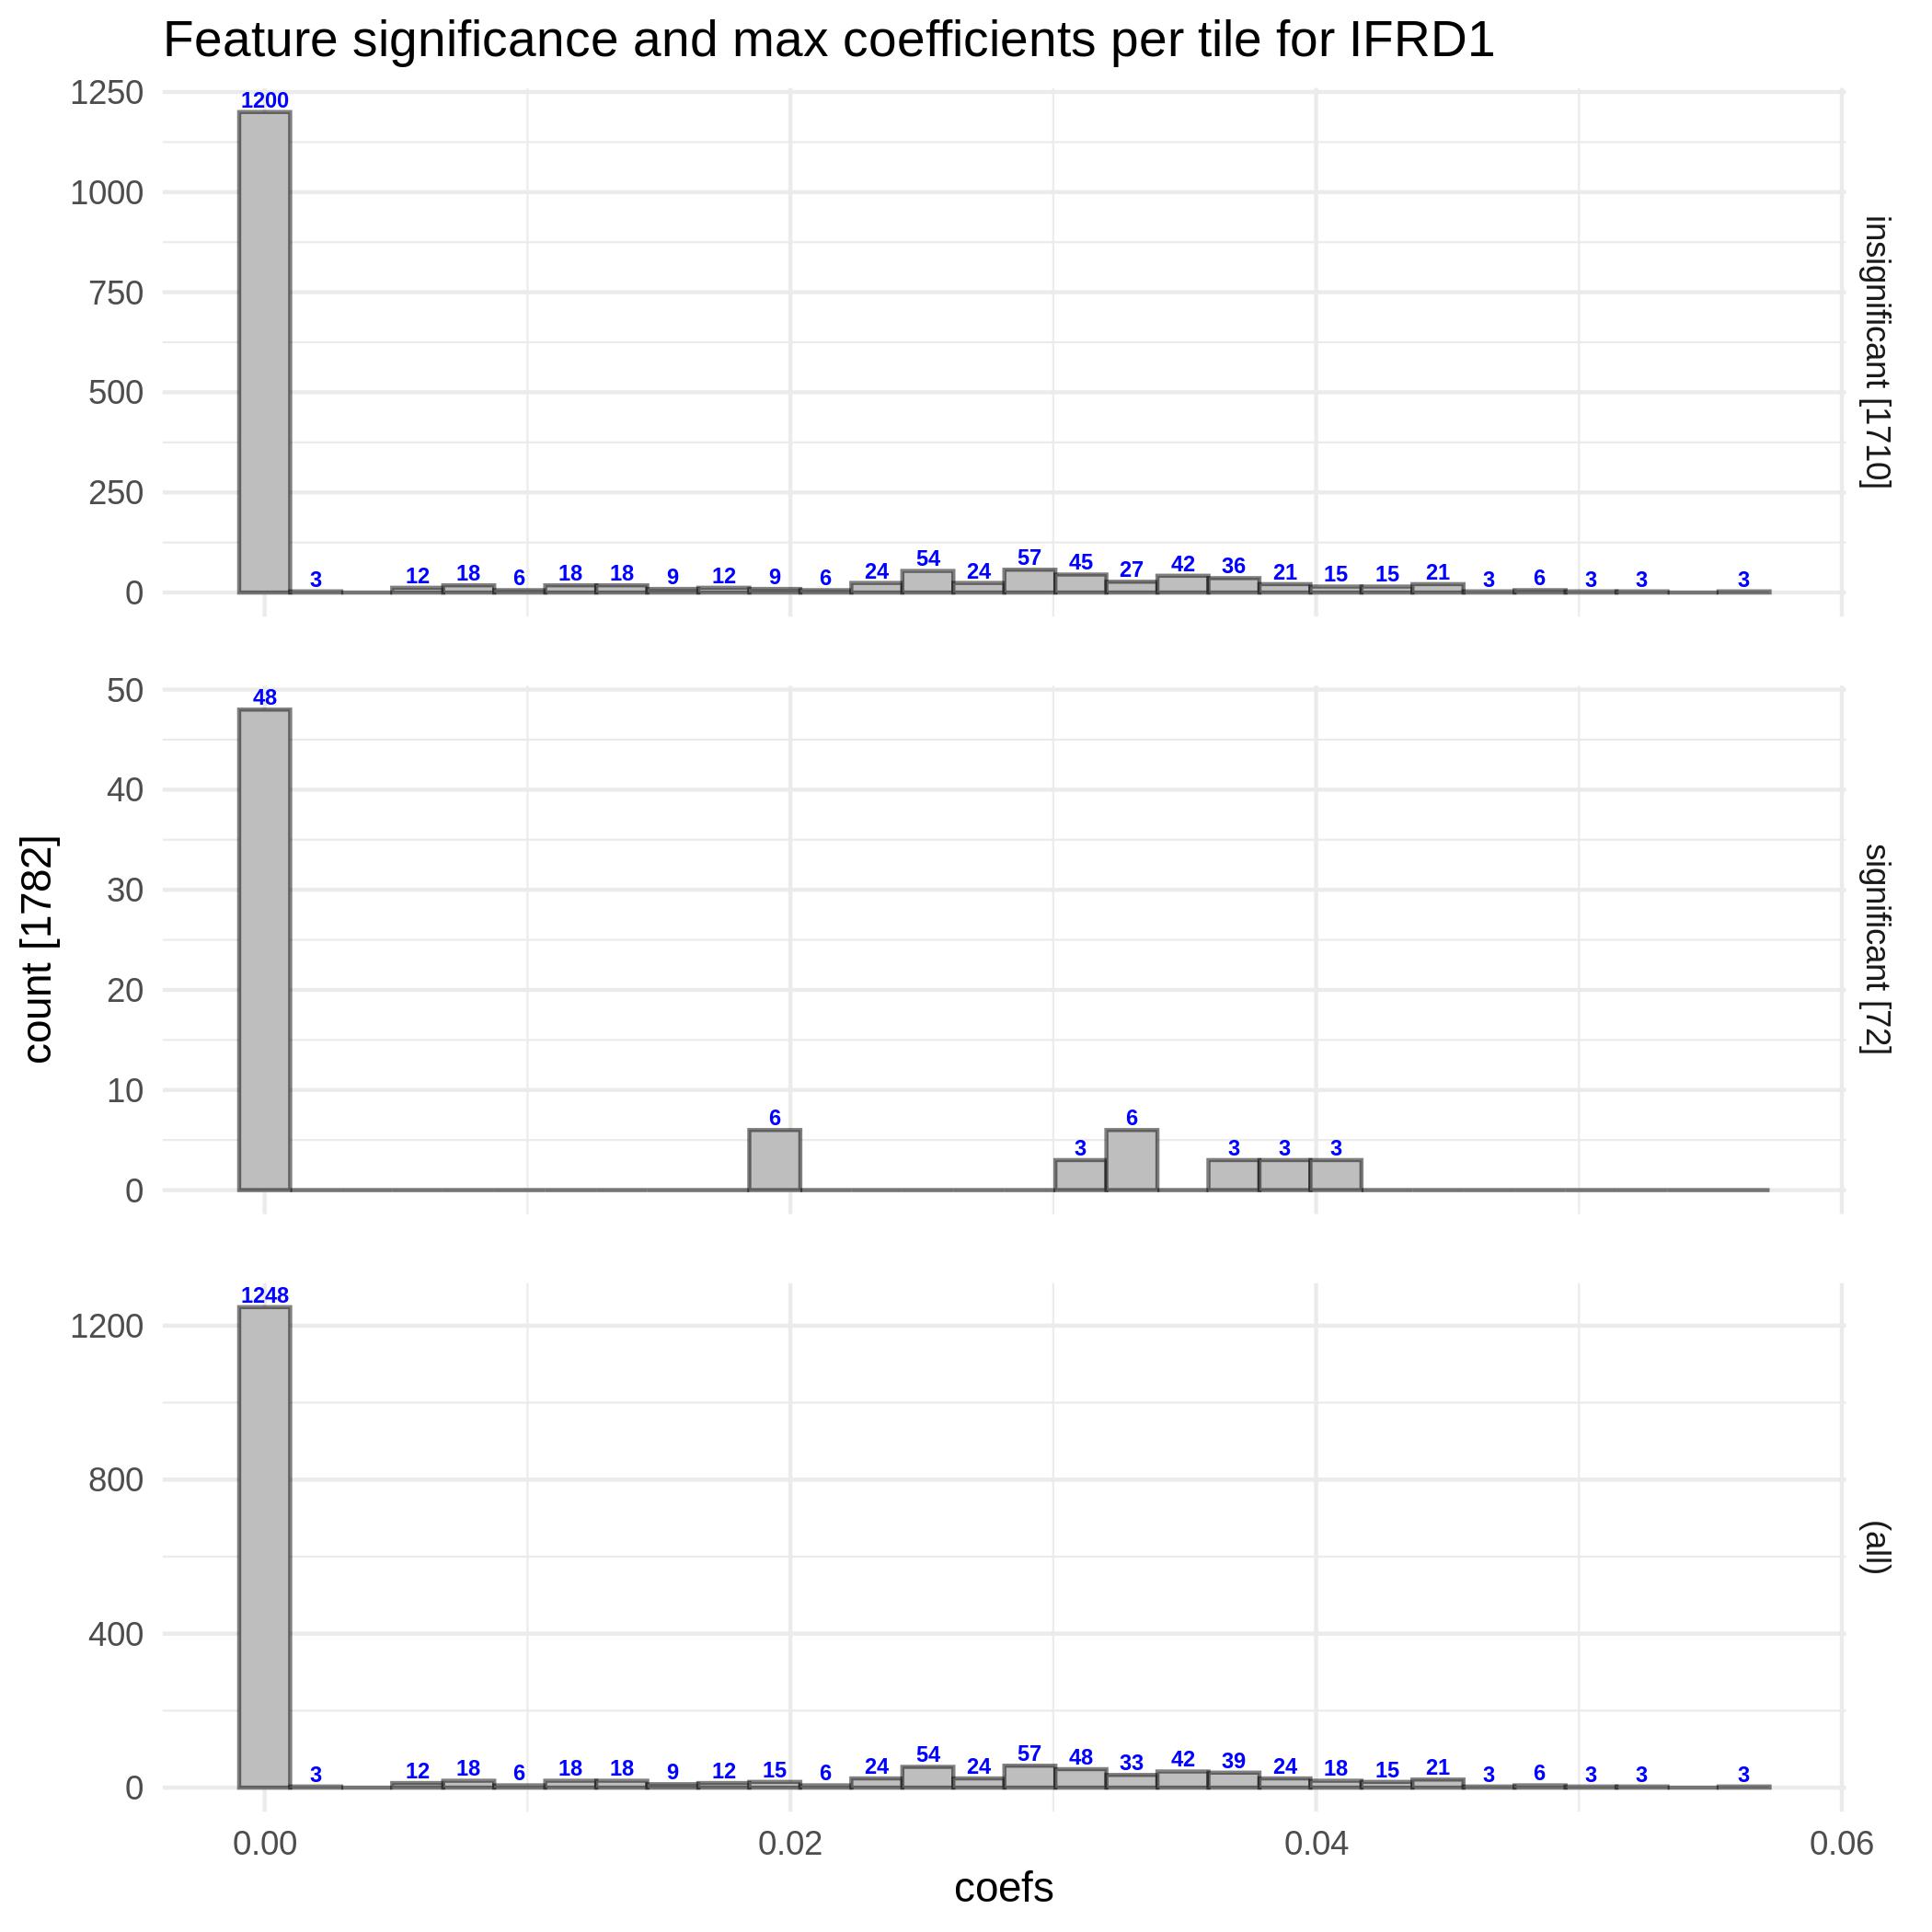 Feature significance and max coefficients per tile for IFRD1
1250
1000
750
500
250
0
1200
3 12 18 6 18 18 9 12 9 6 24 54 24 57 45 27 42 36 21 15 15 21 3 6 3 3 3
insignificant [1710]
count [1782]
50
40
30
20
10
0
48
6 3 6 3 3 3
significant [72]
1200
800
400
0
1248
3 12 18 6 18 18 9 12 15 6 24 54 24 57 48 33 42 39 24 18 15 21 3 6 3 3 3
(all)
0.00 0.02 0.04 0.06
coefs